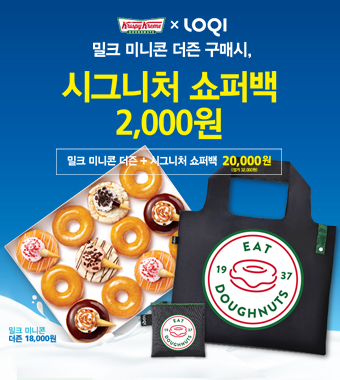 Krispy Kreme
DOUGHNUTS
× LOQI
밀크 미니콘 더즌 구매시,
시그니처 쇼퍼백
2,000원
밀크 미니콘 더즌 + 시그니처 쇼퍼백 20,000원
EAT
19 37
DOUGHNUTS
밀크 미니콘
더즌 18,000원